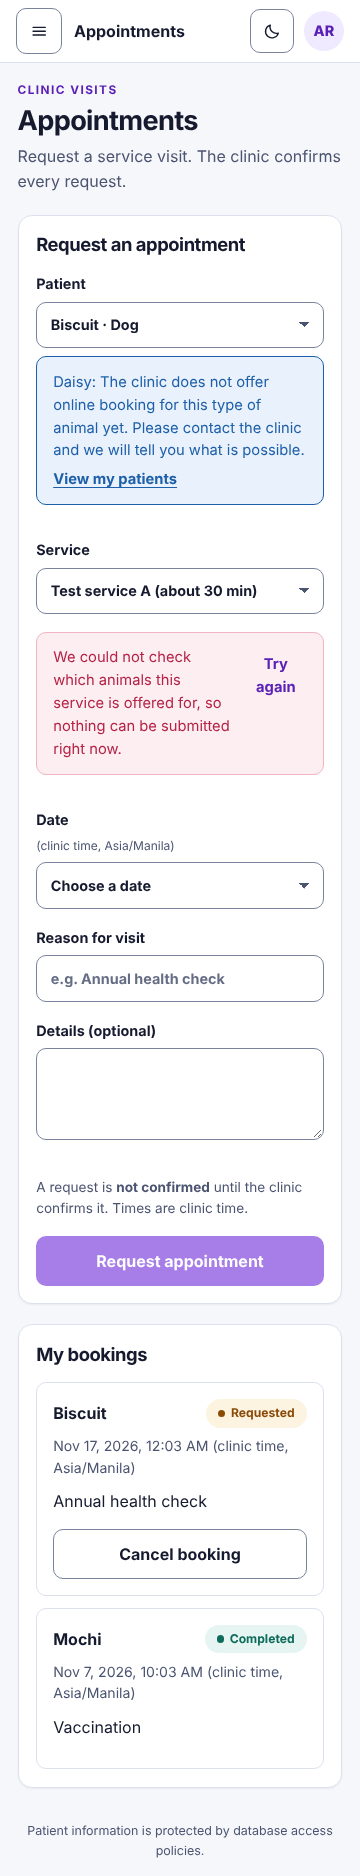 Appointments
AR
CLINIC VISITS
Appointments
Request a service visit. The clinic confirms
every request.
Request an appointment
Patient
Biscuit · Dog
Daisy: The clinic does not offer
online booking for this type of
animal yet. Please contact the clinic
and we will tell you what is possible.
View my patients
Service
Test service A (about 30 min)
We could not check
which animals this
service is offered for, so
nothing can be submitted
right now.
Try
again
Date
(clinic time, Asia/Manila)
Choose a date
Reason for visit
e.g. Annual health check
Details (optional)
A request is not confirmed until the clinic
confirms it. Times are clinic time.
Request appointment
My bookings
Biscuit
Requested
Nov 17, 2026, 12:03 AM (clinic time,
Asia/Manila)
Annual health check
Cancel booking
Mochi
Completed
Nov 7, 2026, 10:03 AM (clinic time,
Asia/Manila)
Vaccination
Patient information is protected by database access
policies.